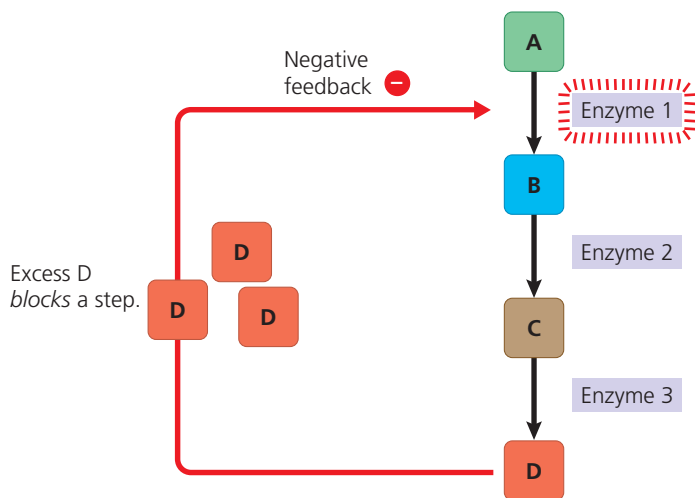 A
Negative
feedback
–
Enzyme 1
B
D
Enzyme 2
Excess D
blocks a step.
D
D
C
Enzyme 3
D